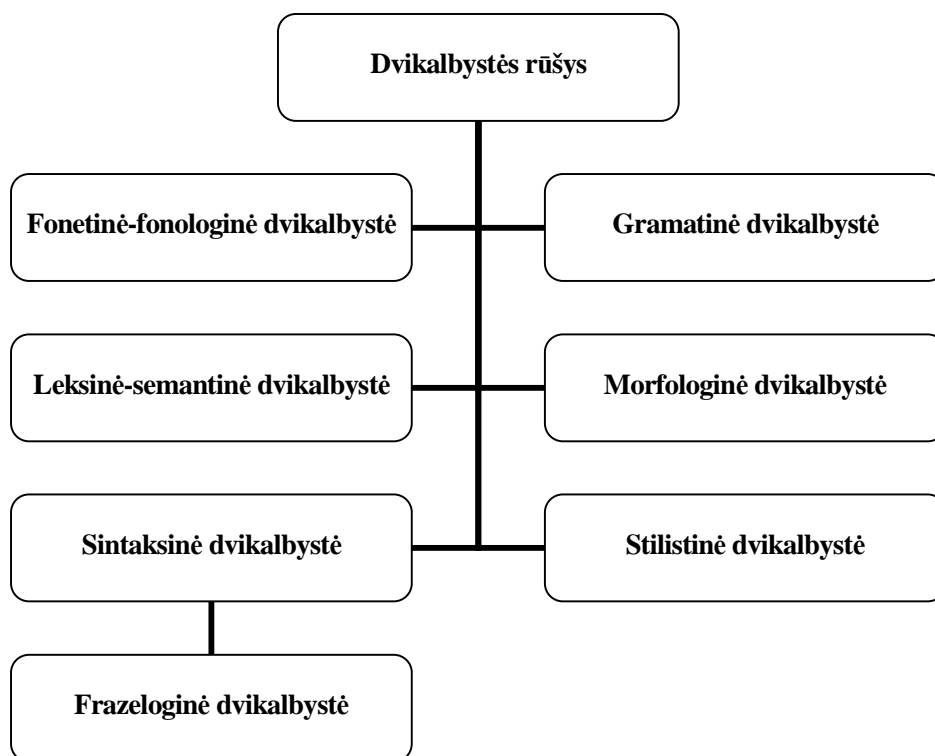 Dvikalbystės rūšys
Fonetinė-fonologinė dvikalbystė
Gramatinė dvikalbystė
Leksinė-semantinė dvikalbystė
Morfologinė dvikalbystė
Sintaksinė dvikalbystė
Stilistinė dvikalbystė
Frazeloginė dvikalbystė